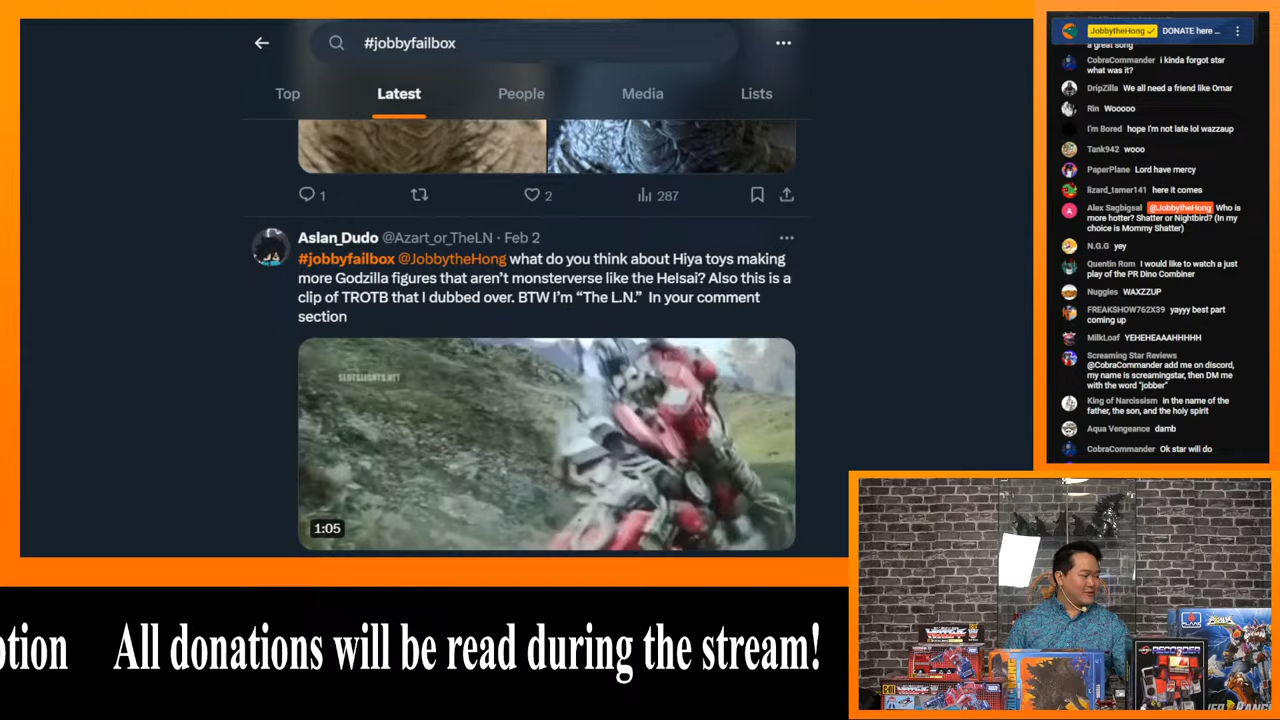 #jobbyfailbox
Top Latest People Media Lists
1 2 287
Aslan_Dudo @Azart_or_TheLN · Feb 2
#jobbyfailbox @JobbytheHong what do you think about Hiya toys making
more Godzilla figures that aren't monsterverse like the Helsai? Also this is a
clip of TROTB that I dubbed over. BTW I'm “The L.N.” In your comment
section
SLOTSLIGHTS.NET
1:05
JobbytheHong DONATE here ...
a great song
CobraCommander i kinda forgot star
what was it?
DripZilla We all need a friend like Omar
Rin Wooooo
I'm Bored hope I'm not late lol wazzaup
Tank942 wooo
PaperPlane Lord have mercy
lizard_tamer141 here it comes
Alex Sagbigsal @JobbytheHong Who is
more hotter? Shatter or Nightbird? (In my
choice is Mommy Shatter)
N.G.G yey
Quentin Rom I would like to watch a just
play of the PR Dino Combiner
Nuggies WAXZZUP
FREAKSHOW762X39 yayyy best part
coming up
MilkLoaf YEHEHEAAAHHHHH
Screaming Star Reviews
@CobraCommander add me on discord,
my name is screamingstar, then DM me
with the word "jobber"
King of Narcissism in the name of the
father, the son, and the holy spirit
Aqua Vengeance damb
CobraCommander Ok star will do
RECORDER
ption All donations will be read during the stream!